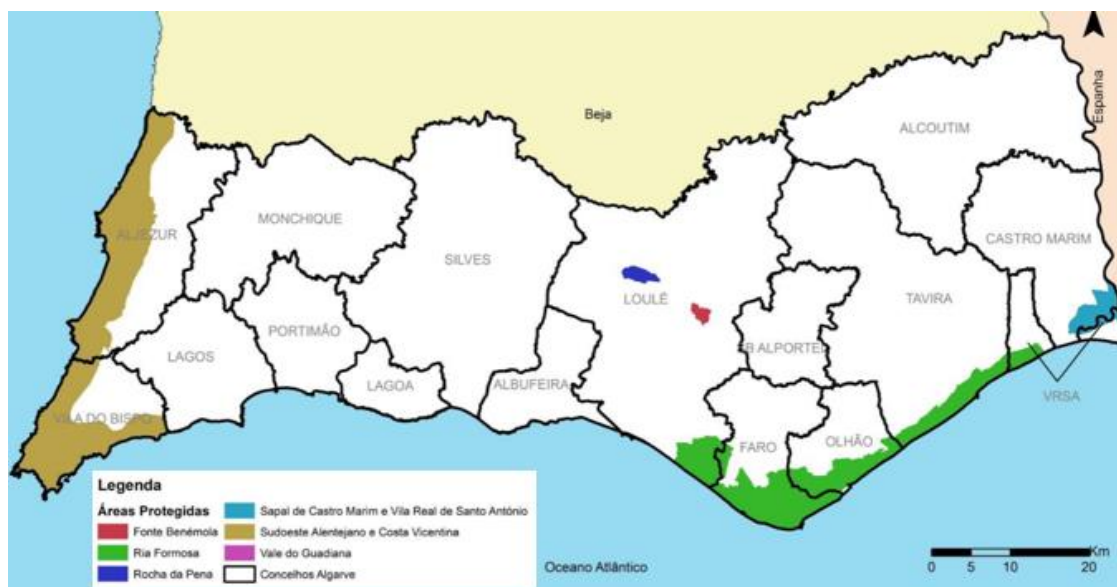 Beja
Espanha
ALCOUTIM
ALJEZUR
MONCHIQUE
SILVES
CASTRO MARIM
LOULÉ
TAVIRA
PORTIMÃO
LAGOS
LAGOA
ALBUFEIRA
B ALPORTEL
VRSA
VILA DO BISPO
FARO
OLHÃO
Legenda
Áreas Protegidas
Fonte Benémola
Ria Formosa
Rocha da Pena
Sapal de Castro Marim e Vila Real de Santo António
Sudoeste Alentejano e Costa Vicentina
Vale do Guadiana
Concelhos Algarve
Oceano Atlântico
Km
0 5 10 20